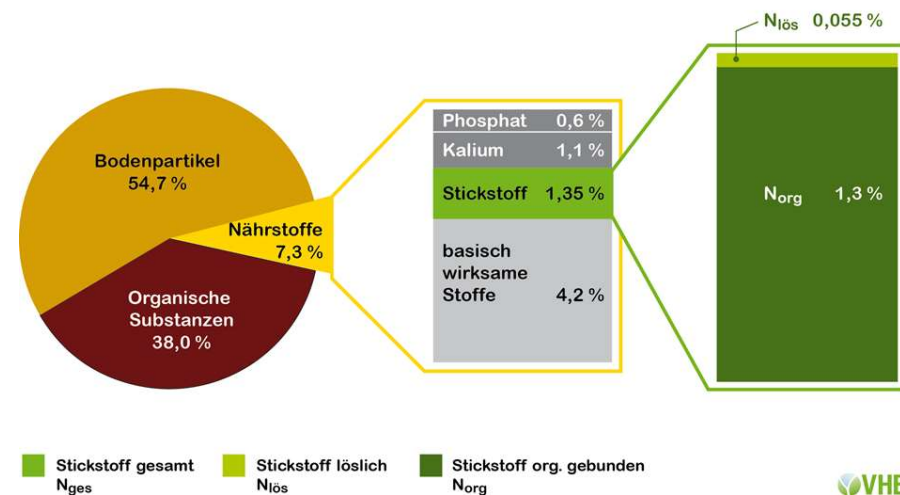 Bodenpartikel
54,7 %
Nährstoffe
7,3 %
Organische
Substanzen
38,0 %
Phosphat 0,6 %
Kalium 1,1 %
Stickstoff 1,35 %
basisch
wirksame
Stoffe 4,2 %
Nlös 0,055 %
Norg 1,3 %
Stickstoff gesamt
Nges
Stickstoff löslich
Nlös
Stickstoff org. gebunden
Norg
VHE